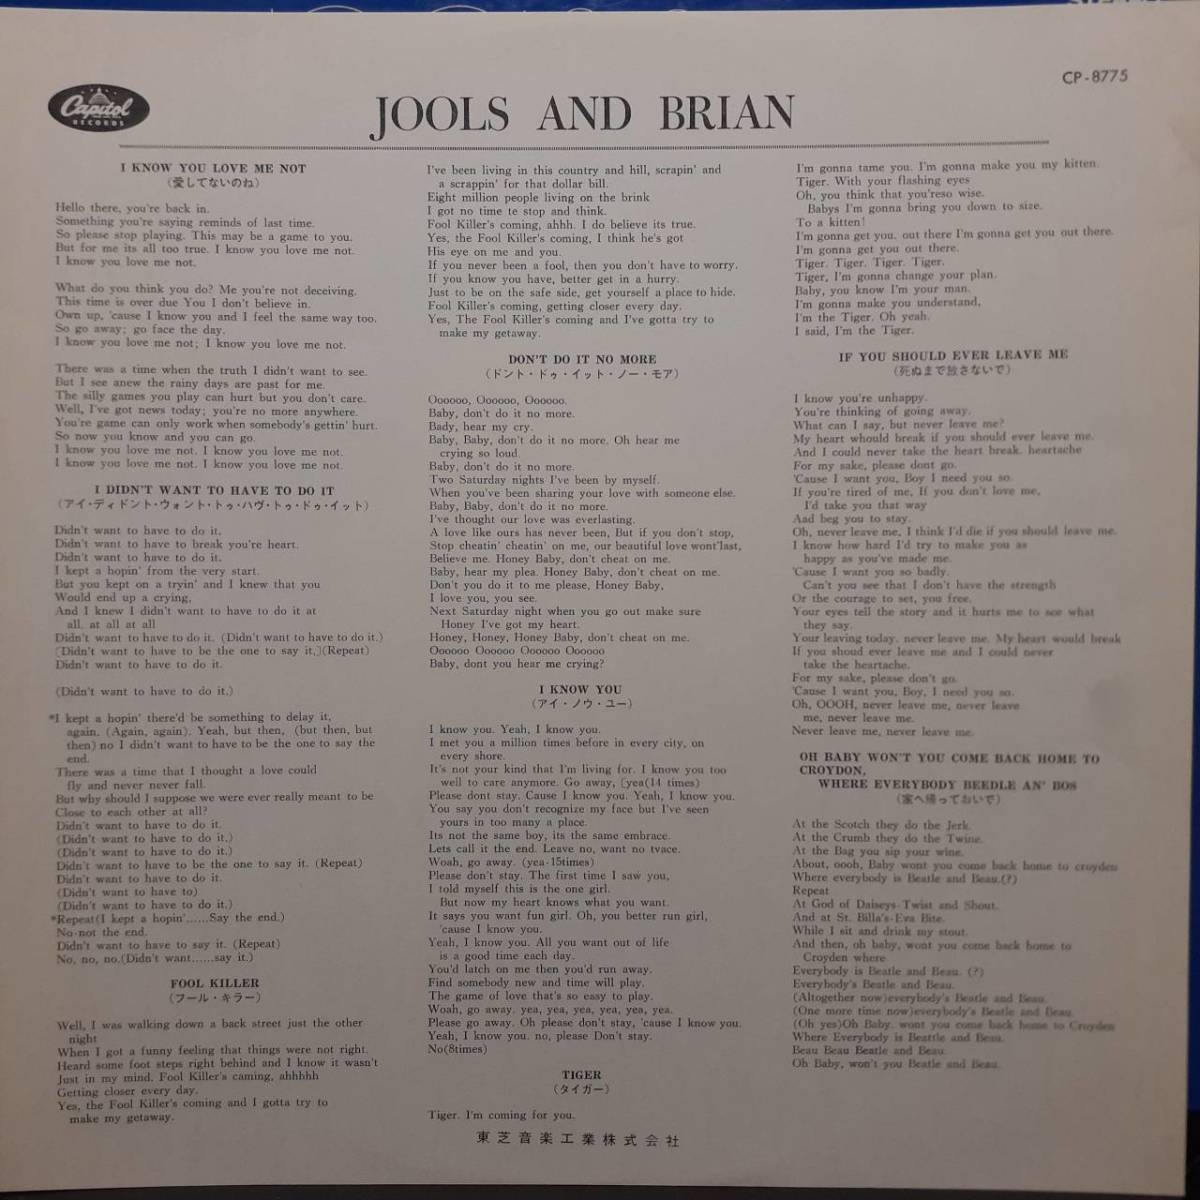 Capitol
RECORDS
CP-8775
JOOLS AND BRIAN
I KNOW YOU LOVE ME NOT
(愛してないのね)
Hello there, you're back in.
Something you're saying reminds of last time.
So please stop playing. This may be a game to you.
But for me its all too true. I know you love me not.
I know you love me not.
What do you think you do? Me you're not deceiving.
This time is over due You I don't believe in.
Own up, 'cause I know you and I feel the same way too.
So go away; go face the day.
I know you love me not; I know you love me not.
There was a time when the truth I didn't want to see.
But I see anew the rainy days are past for me.
The silly games you play can hurt but you don't care.
Well, I've got news today; you're no more anywhere.
You're game can only work when somebody's gettin' hurt.
So now you know and you can go.
I know you love me not. I know you love me not.
I know you love me not. I know you love me not.
I DIDN'T WANT TO HAVE TO DO IT
(アイ・ディドント・ウォント・トゥ・ハヴ・トゥ・ドゥ・イット)
Didn't want to have to do it.
Didn't want to have to break you're heart.
Didn't want to have to do it.
I kept a hopin' from the very start.
But you kept on a tryin' and I knew that you
Would end up a crying,
And I knew I didn't want to have to do it at
all. at all at all
Didn't want to have to do it. (Didn't want to have to do it.)
[Didn't want to have to be the one to say it,](Repeat)
Didn't want to have to do it.
(Didn't want to have to do it.)
*I kept a hopin' there'd be something to delay it,
again. (Again, again). Yeah, but then, (but then, but
then) no I didn't want to have to be the one to say the
end.
There was a time that I thought a love could
fly and never never fall.
But why should I suppose we were ever really meant to be
Close to each other at all?
Didn't want to have to do it.
(Didn't want to have to do it.)
(Didn't want to have to do it.)
Didn't want to have to be the one to say it. (Repeat)
Didn't want to have to do it.
(Didn't want to have to)
(Didn't want to have to do it.)
*Repeat(I kept a hopin'......Say the end.)
No-not the end.
Didn't want to have to say it. (Repeat)
No, no, no.(Didn't want......say it.)
FOOL KILLER
(フール・キラー)
Well, I was walking down a back street just the other
night
When I got a funny feeling that things were not right.
Heard some foot steps right behind and I know it wasn't
Just in my mind. Fool Killer's caming, ahhhhh
Getting closer every day.
Yes, the Fool Killer's coming and I gotta try to
make my getaway.
I've been living in this country and hill, scrapin' and
a scrappin' for that dollar bill.
Eight million people living on the brink
I got no time te stop and think.
Fool Killer's coming, ahhh. I do believe its true.
Yes, the Fool Killer's coming, I think he's got
His eye on me and you.
If you never been a fool, then you don't have to worry.
If you know you have, better get in a hurry.
Just to be on the safe side, get yourself a place to hide.
Fool Killer's coming, getting closer every day.
Yes, The Fool Killer's coming and I've gotta try to
make my getaway.
DON'T DO IT NO MORE
(ドント・ドゥ・イット・ノー・モア)
Oooooo, Oooooo, Oooooo.
Baby, don't do it no more.
Bady, hear my cry.
Baby, Baby, don't do it no more. Oh hear me
crying so loud.
Baby, don't do it no more.
Two Saturday nights I've been by myself.
When you've been sharing your love with someone else.
Baby, Baby, don't do it no more.
I've thought our love was everlasting.
A love like ours has never been, But if you don't stop,
Stop cheatin' cheatin' on me, our beautiful love wont'last,
Believe me. Honey Baby, don't cheat on me.
Baby, hear my plea. Honey Baby, don't cheat on me.
Don't you do it to me please, Honey Baby,
I love you, you see.
Next Saturday night when you go out make sure
Honey I've got my heart.
Honey, Honey, Honey Baby, don't cheat on me.
Oooooo Oooooo Oooooo Oooooo
Baby, dont you hear me crying?
I KNOW YOU
(アイ・ノウ・ユー)
I know you. Yeah, I know you.
I met you a million times before in every city, on
every shore.
It's not your kind that I'm living for. I know you too
well to care anymore. Go away, [yea(14 times)
Please dont stay. Cause I know you. Yeah, I know you.
You say you don't recognize my face but I've seen
yours in too many a place.
Its not the same boy, its the same embrace.
Lets call it the end. Leave no, want no tvace.
Woah, go away. (yea-15times)
Please don't stay. The first time I saw you,
I told myself this is the one girl.
But now my heart knows what you want.
It says you want fun girl. Oh, you better run girl,
'cause I know you.
Yeah, I know you. All you want out of life
is a good time each day.
You'd latch on me then you'd run away.
Find somebody new and time will play.
The game of love that's so easy to play.
Woah, go away. yea, yea, yea, yea, yea, yea.
Please go away. Oh please don't stay, 'cause I know you.
Yeah, I know you. no, please Don't stay.
No(8times)
TIGER
(タイガー)
Tiger. I'm coming for you.
I'm gonna tame you. I'm gonna make you my kitten.
Tiger. With your flashing eyes
Oh, you think that you'reso wise.
Babys I'm gonna bring you down to size.
To a kitten!
I'm gonna get you. out there I'm gonna get you out there.
I'm gonna get you out there.
Tiger. Tiger. Tiger. Tiger.
Tiger, I'm gonna change your plan.
Baby, you know I'm your man.
I'm gonna make you understand,
I'm the Tiger. Oh yeah.
I said, I'm the Tiger.
IF YOU SHOULD EVER LEAVE ME
(死ぬまで放さないで)
I know you're unhappy.
You're thinking of going away.
What can I say, but never leave me?
My heart whould break if you should ever leave me.
And I could never take the heart break. heartache
For my sake, please dont go.
'Cause I want you, Boy I need you so.
If you're tired of me, If you don't love me,
I'd take you that way
Aad beg you to stay.
Oh, never leave me, I think I'd die if you should leave me.
I know how hard I'd try to make you as
happy as you've made me.
'Cause I want you so badly.
Can't you see that I don't have the strength
Or the courage to set, you free.
Your eyes tell the story and it hurts me to see what
they say.
Your leaving today. never leave me. My heart would break
If you shoud ever leave me and I could never
take the heartache.
For my sake, please don't go.
'Cause I want you, Boy, I need you so.
Oh, OOOH, never leave me, never leave
me, never leave me.
Never leave me, never leave me.
OH BABY WON'T YOU COME BACK HOME TO
CROYDON,
WHERE EVERYBODY BEEDLE AN' BOS
(家へ帰っておいで)
At the Scotch they do the Jerk.
At the Crumb they do the Twine.
At the Bag you sip your wine.
About, oooh, Baby wont you come back home to croyden
Where everybody is Beatle and Beau.(?)
Repeat
At God of Daiseys-Twist and Shout.
And at St. Billa's-Eva Bite.
While I sit and drink my stout.
And then, oh baby, wont you come back home to
Croyden where
Everybody is Beatle and Beau. (?)
Everybody's Beatle and Beau.
(Altogether now)everybody's Beatle and Beau.
(One more time now)everybody's Beatle and Beau.
(Oh yes)Oh Baby. wont you come back home to Croyden
Where Everybody is Beattle and Beau.
Beau Beau Beatle and Beau.
Oh Baby, won't you Beatle and Beau.
東芝音楽工業株式会社